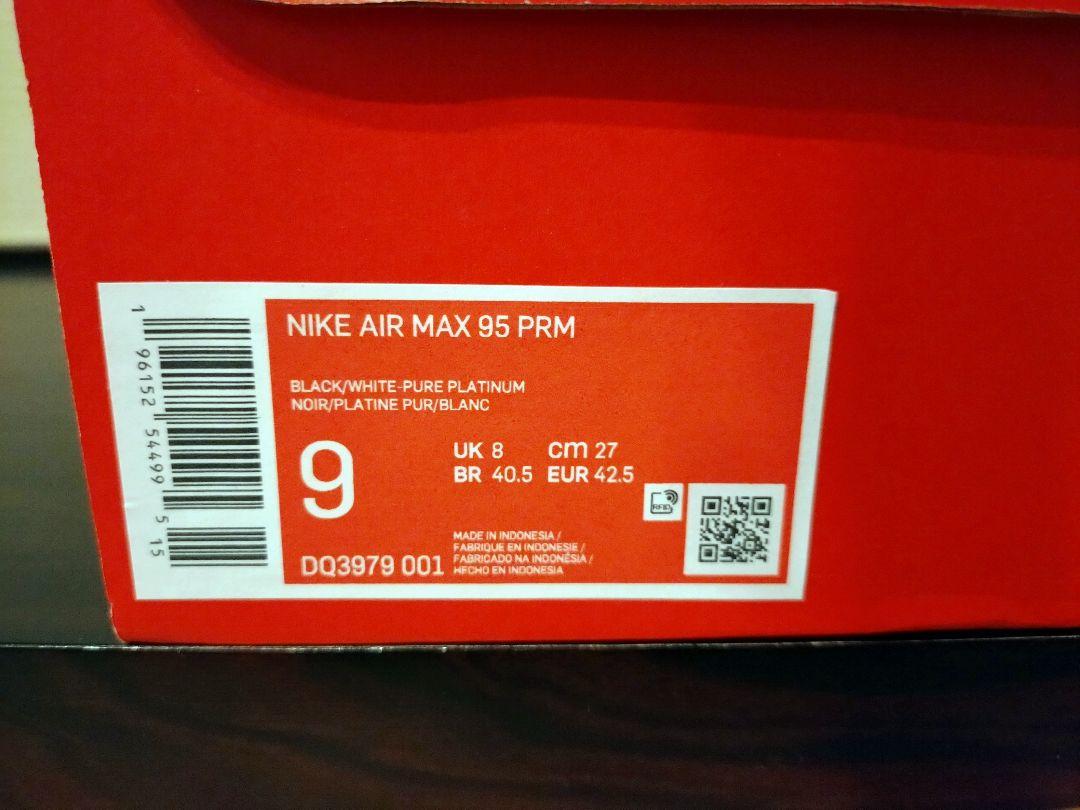 NIKE AIR MAX 95 PRM
BLACK/WHITE-PURE PLATINUM
NOIR/PLATINE PUR/BLANC
9
UK 8 cm 27
BR 40.5 EUR 42.5
RFID
MADE IN INDONESIA /
FABRIQUE EN INDONESIE /
FABRICADO NA INDONÉSIA /
HECHO EN INDONESIA
DQ3979 001
1 96152 54499 5 15